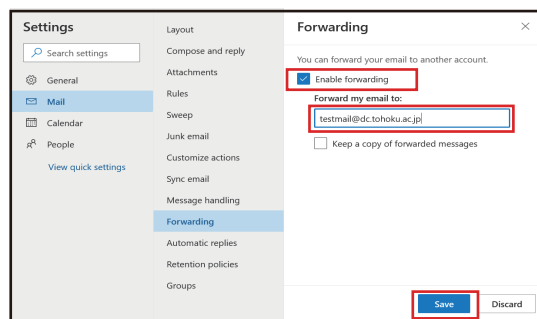 Settings
Search settings
General
Mail
Calendar
People
View quick settings
Layout
Compose and reply
Attachments
Rules
Sweep
Junk email
Customize actions
Sync email
Message handling
Forwarding
Automatic replies
Retention policies
Groups
Forwarding
You can forward your email to another account.
Enable forwarding
Forward my email to:
testmail@dc.tohoku.ac.jp
Keep a copy of forwarded messages
Save Discard